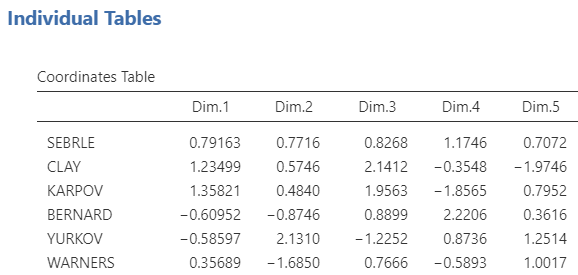 Individual Tables
Coordinates Table
Dim.1 Dim.2 Dim.3 Dim.4 Dim.5
SEBRLE 0.79163 0.7716 0.8268 1.1746 0.7072
CLAY 1.23499 0.5746 2.1412 −0.3548 −1.9746
KARPOV 1.35821 0.4840 1.9563 −1.8565 0.7952
BERNARD −0.60952 −0.8746 0.8899 2.2206 0.3616
YURKOV −0.58597 2.1310 −1.2252 0.8736 1.2514
WARNERS 0.35689 −1.6850 0.7666 −0.5893 1.0017